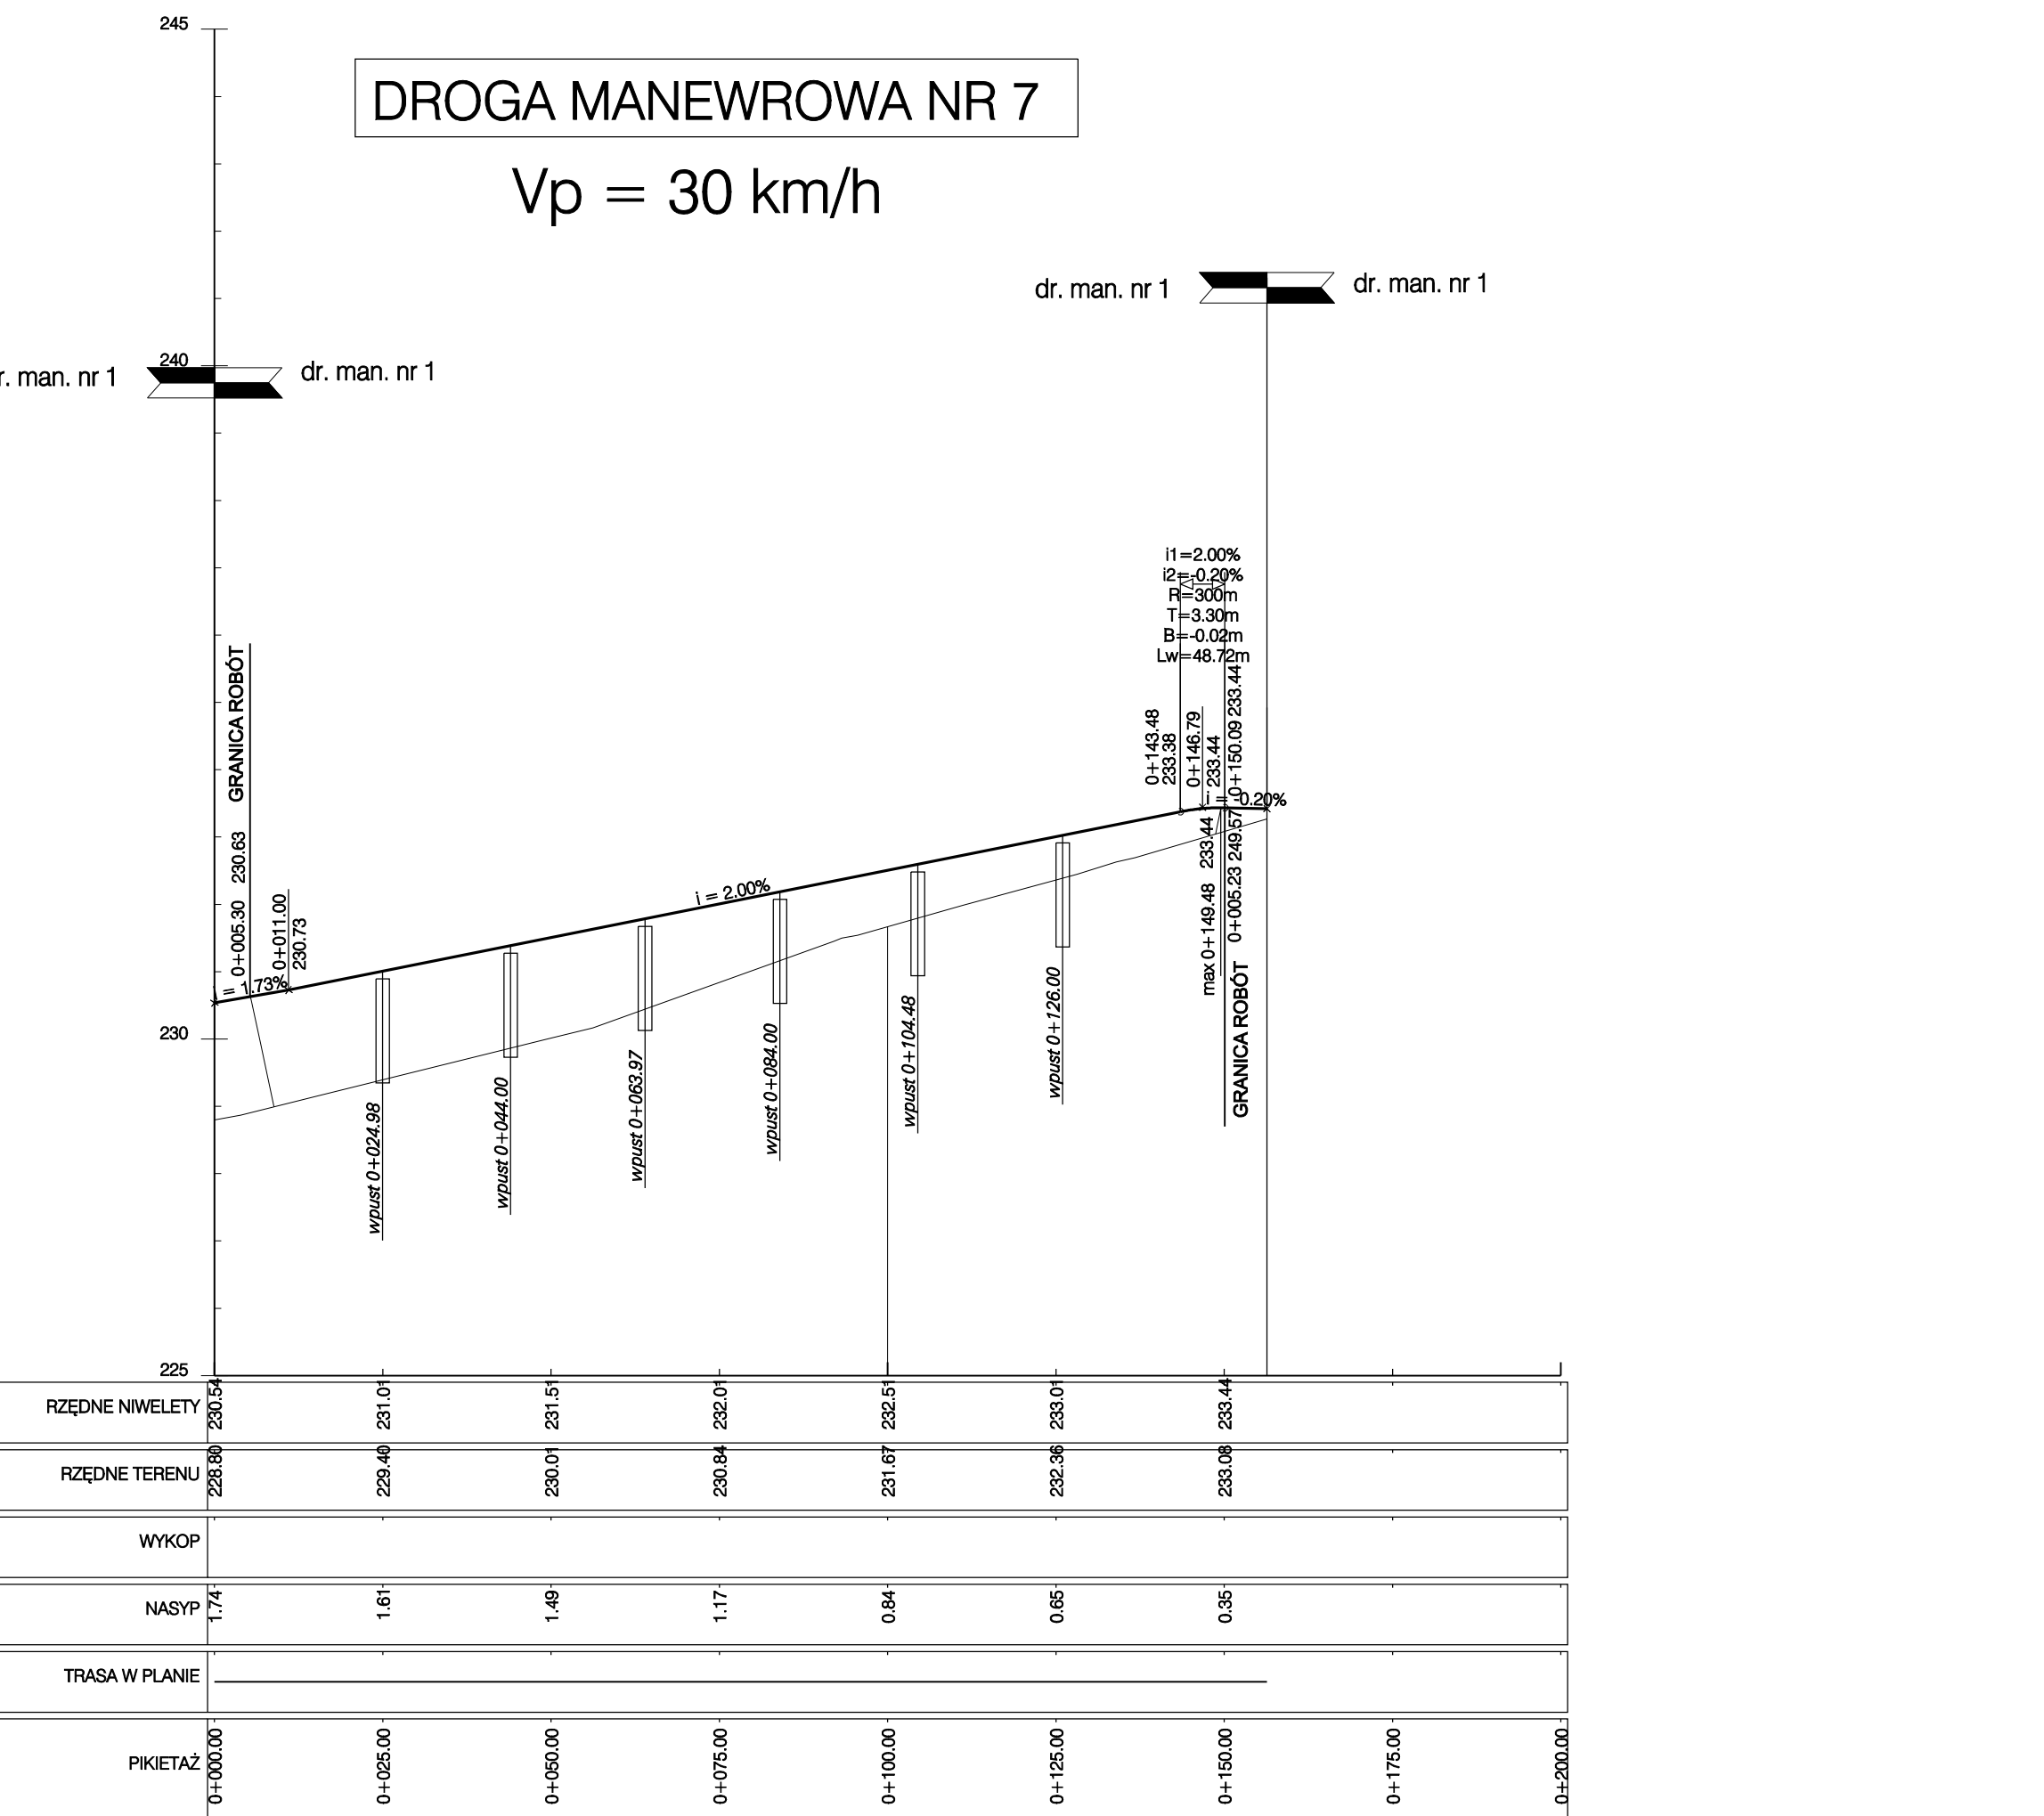 245
DROGA MANEWROWA NR 7
Vp = 30 km/h
dr. man. nr 1
dr. man. nr 1
240
r. man. nr 1
dr. man. nr 1
i1=2.00%
i2=-0.20%
R=300m
T=3.30m
B=-0.02m
Lw=48.72m
GRANICA ROBÓT
0+005.30 230.63
0+011.00
230.73
i = 1.73%
i = 2.00%
0+143.48
233.38
0+146.79
233.44
0+150.09 233.44
i = -0.20%
max 0+149.48 233.44
0+005.23 249.57
GRANICA ROBÓT
230
wpust 0+024.98
wpust 0+044.00
wpust 0+063.97
wpust 0+084.00
wpust 0+104.48
wpust 0+126.00
225
RZĘDNE NIWELETY 230.54 231.01 231.51 232.01 232.51 233.01 233.44
RZĘDNE TERENU 228.80 229.40 230.01 230.84 231.67 232.36 233.08
WYKOP
NASYP 1.74 1.61 1.49 1.17 0.84 0.65 0.35
TRASA W PLANIE
PIKIETAŻ 0+000.00 0+025.00 0+050.00 0+075.00 0+100.00 0+125.00 0+150.00 0+175.00 0+200.00